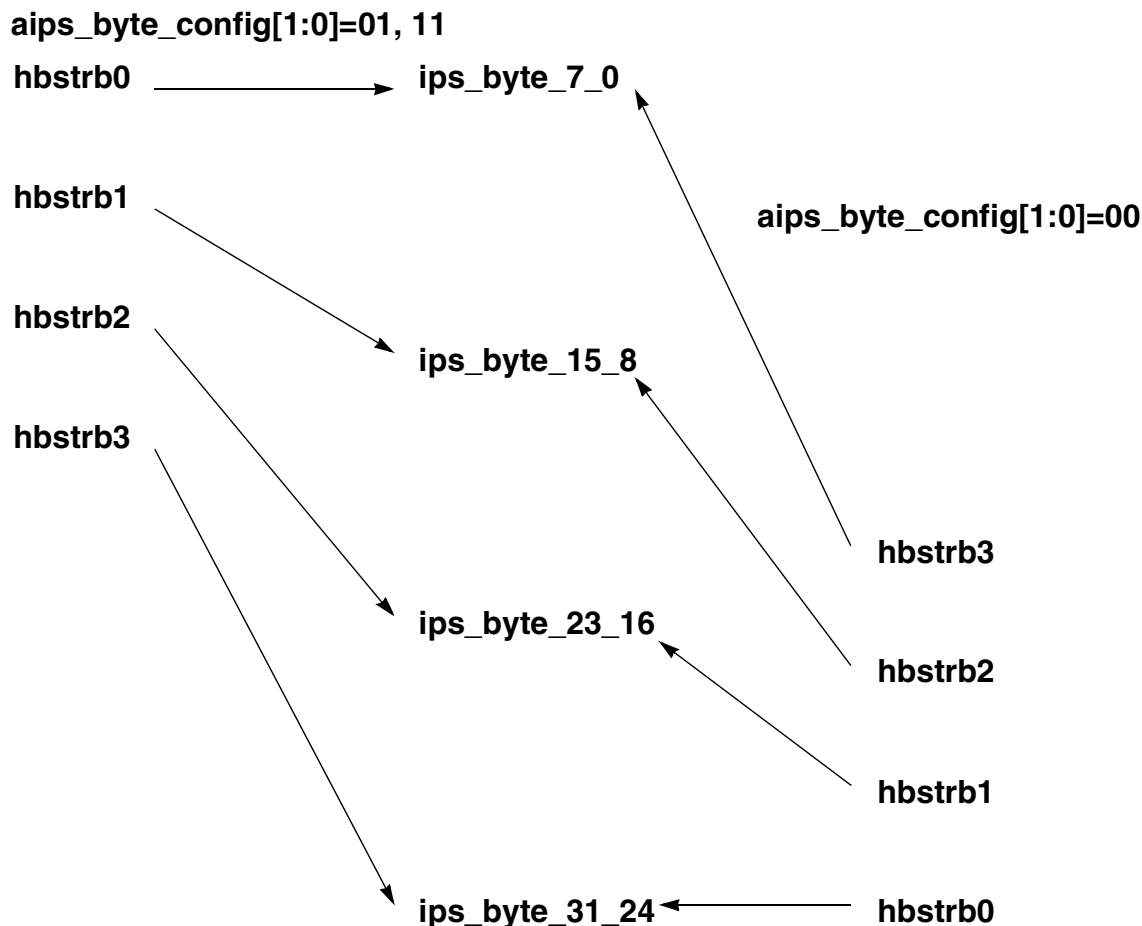 aips_byte_config[1:0]=01, 11
hbstrb0
ips_byte_7_0
hbstrb1
aips_byte_config[1:0]=00
hbstrb2
ips_byte_15_8
hbstrb3
hbstrb3
ips_byte_23_16
hbstrb2
hbstrb1
ips_byte_31_24
hbstrb0